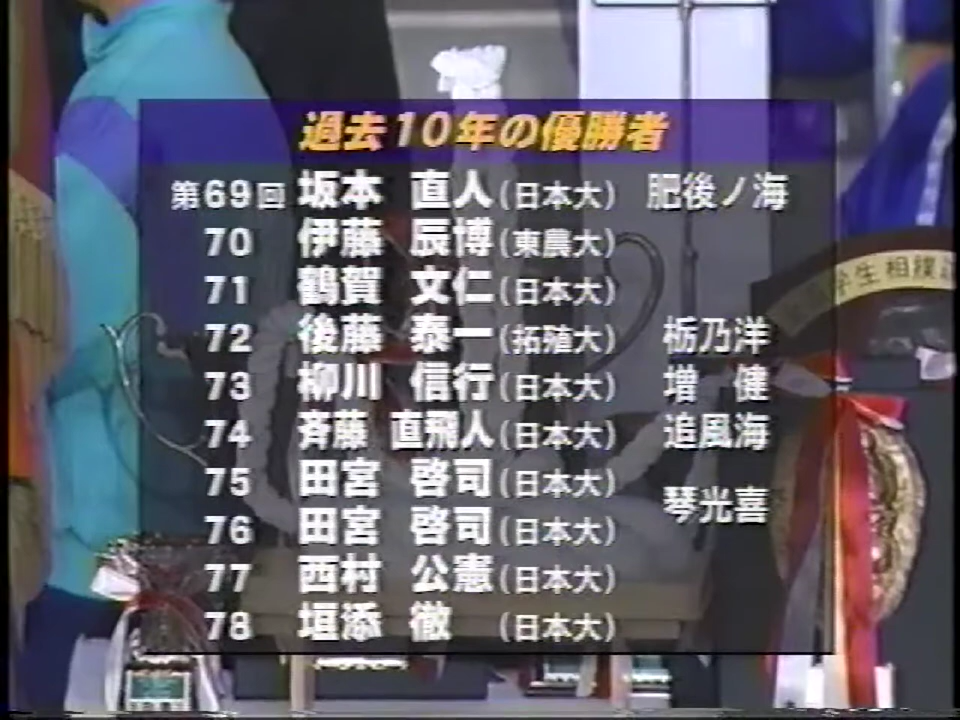 過去10年の優勝者
第69回 坂本 直人(日本大) 肥後ノ海
70 伊藤 辰博(東農大)
71 鶴賀 文仁(日本大)
72 後藤 泰一(拓殖大) 栃乃洋
73 柳川 信行(日本大) 増 健
74 斉藤 直飛人(日本大) 追風海
75 田宮 啓司(日本大)
琴光喜
76 田宮 啓司(日本大)
77 西村 公憲(日本大)
78 垣添 徹 (日本大)
学生相撲